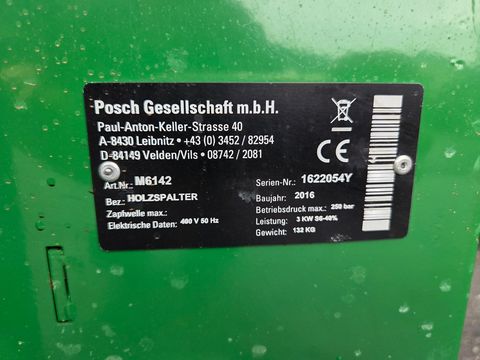 Posch Gesellschaft m.b.H.
Paul-Anton-Keller-Strasse 40
A-8430 Leibnitz • +43 (0) 3452 / 82954
D-84149 Velden/Vils • 08742 / 2081
Art.Nr.: M6142
Serien-Nr.: 1622054Y
Bez.: HOLZSPALTER
Baujahr: 2016
Zapfwelle max.:
Betriebsdruck max.: 250 bar
Elektrische Daten: 400 V 50 Hz
Leistung: 3 KW S6-40%
Gewicht: 132 KG
CE